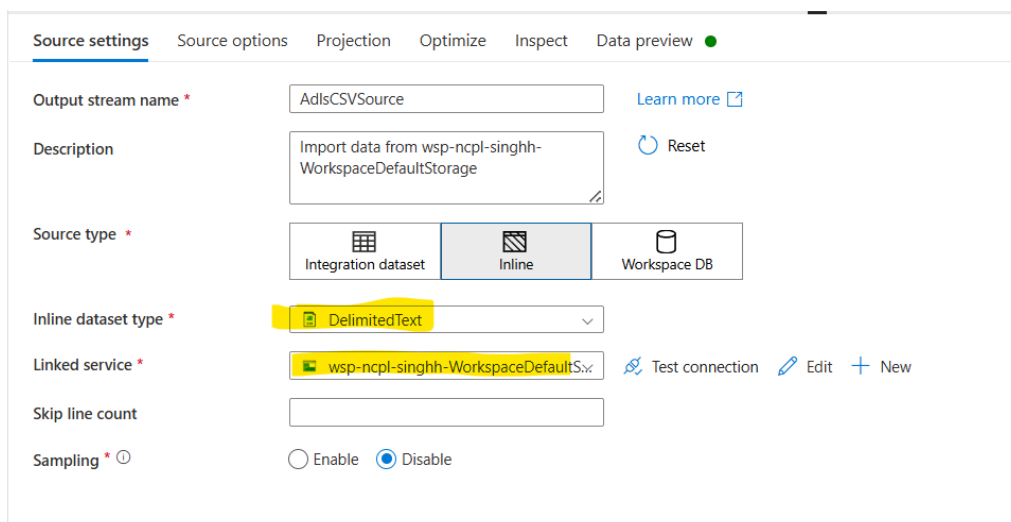 Source settings Source options Projection Optimize Inspect Data preview
Output stream name * AdlsCSVSource Learn more
Description Import data from wsp-ncpl-singhh- Reset
WorkspaceDefaultStorage
Source type *
Integration dataset Inline Workspace DB
Inline dataset type * DelimitedText
Linked service * wsp-ncpl-singhh-WorkspaceDefaultS... Test connection Edit New
Skip line count
Sampling * Enable Disable